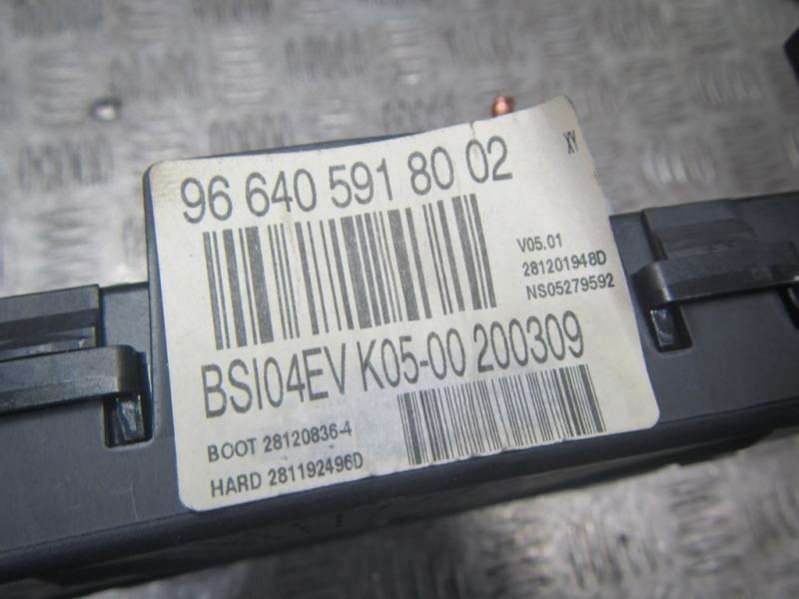 96 640 591 80 02
XY
V05.01
281201948D
NS05279592
BSI04EV K05-00 200309
BOOT 28120836-4
HARD 281192496D